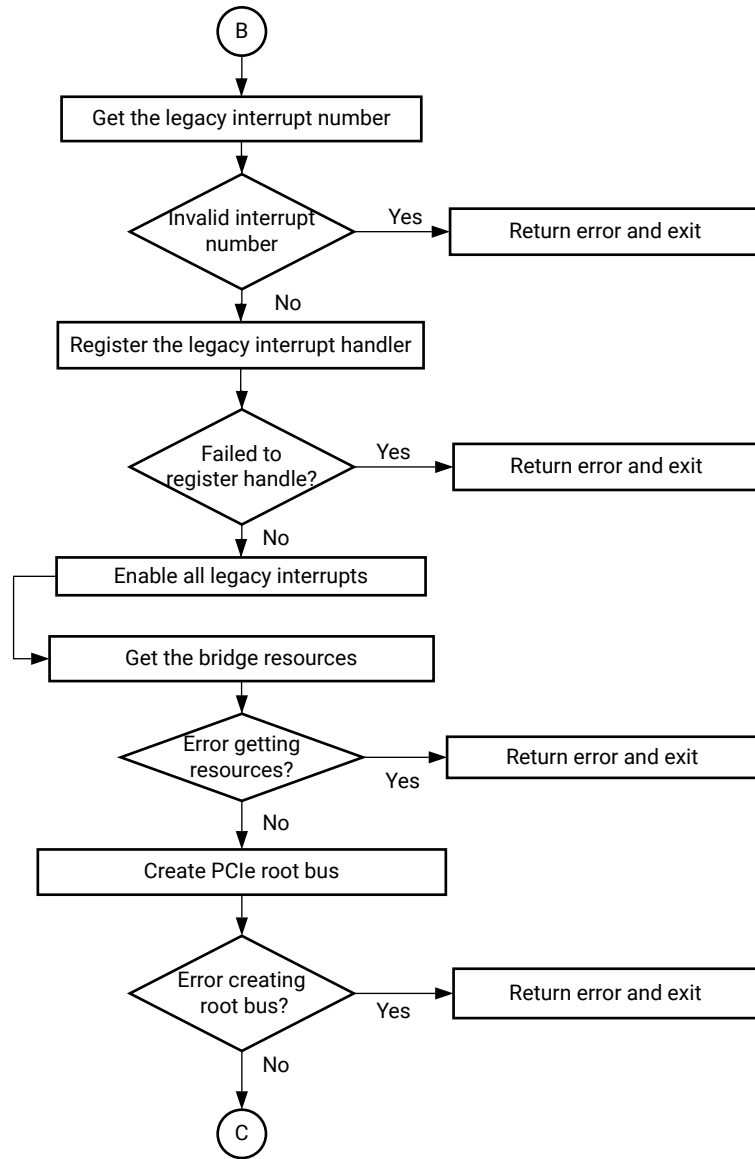 B
Get the legacy interrupt number
Invalid interrupt
number
Yes
Return error and exit
No
Register the legacy interrupt handler
Failed to
register handle?
Yes
Return error and exit
No
Enable all legacy interrupts
Get the bridge resources
Error getting
resources?
Yes
Return error and exit
No
Create PCIe root bus
Error creating
root bus?
Yes
Return error and exit
No
C